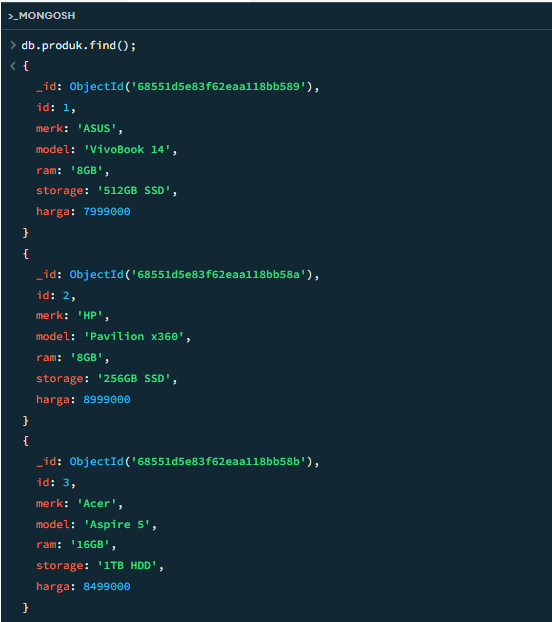 >_MONGOSH
> db.produk.find();
< {
_id: ObjectId('68551d5e83f62eaa118bb589'),
id: 1,
merk: 'ASUS',
model: 'VivoBook 14',
ram: '8GB',
storage: '512GB SSD',
harga: 7999000
}
{
_id: ObjectId('68551d5e83f62eaa118bb58a'),
id: 2,
merk: 'HP',
model: 'Pavilion x360',
ram: '8GB',
storage: '256GB SSD',
harga: 8999000
}
{
_id: ObjectId('68551d5e83f62eaa118bb58b'),
id: 3,
merk: 'Acer',
model: 'Aspire 5',
ram: '16GB',
storage: '1TB HDD',
harga: 8499000
}